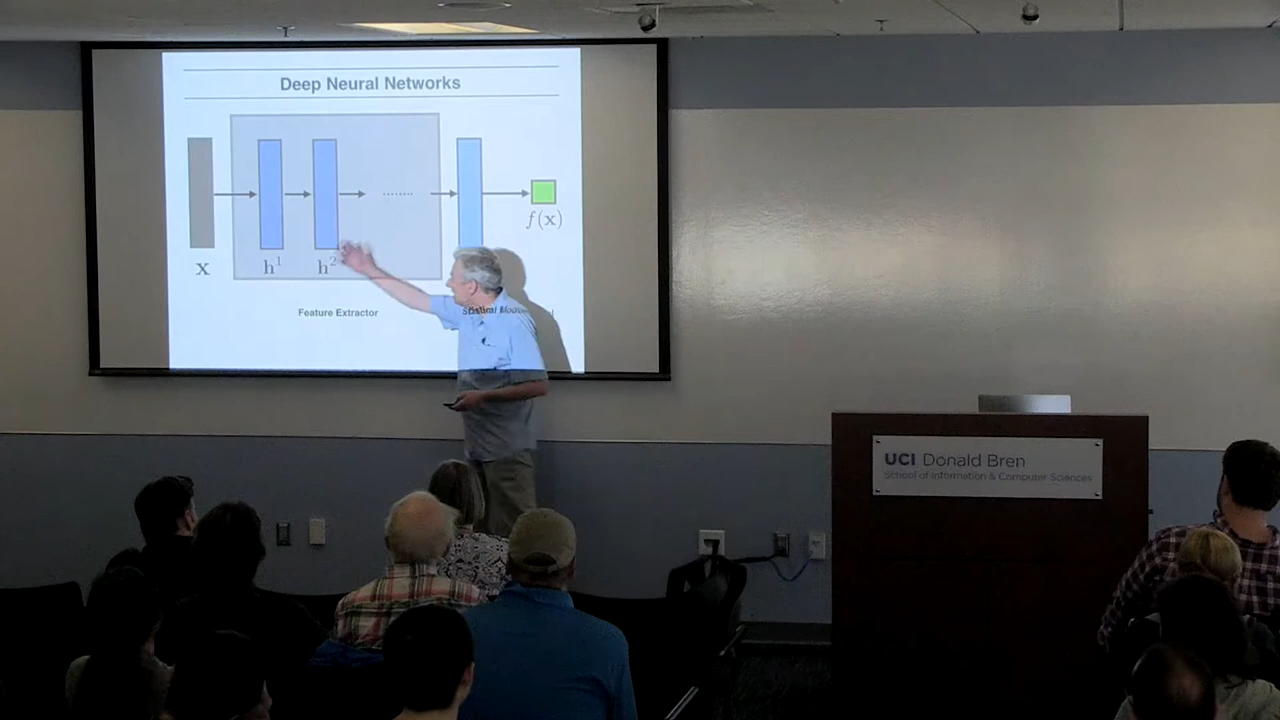 Deep Neural Networks
f(x)
x
h¹
h²
Feature Extractor
UCI Donald Bren
School of Information & Computer Sciences